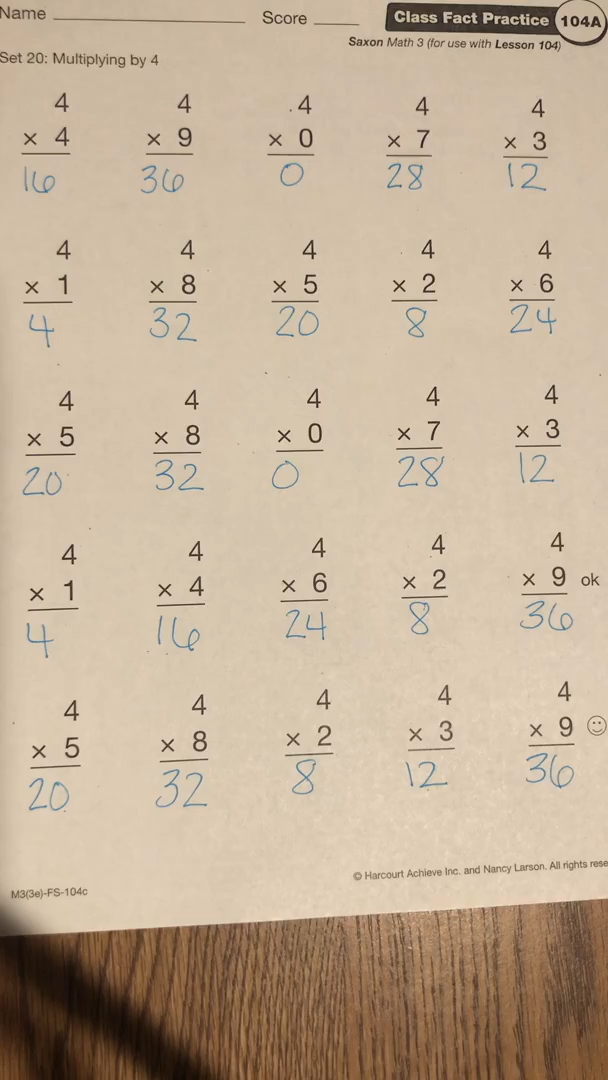 Name ____________ Score ____ Class Fact Practice 104A
Saxon Math 3 (for use with Lesson 104)
Set 20: Multiplying by 4
4 4 4 4 4
× 4 × 9 × 0 × 7 × 3
16 36 0 28 12
4 4 4 4 4
× 1 × 8 × 5 × 2 × 6
4 32 20 8 24
4 4 4 4 4
× 5 × 8 × 0 × 7 × 3
20 32 0 28 12
4 4 4 4 4
× 1 × 4 × 6 × 2 × 9 ok
4 16 24 8 36
4 4 4 4 4
× 5 × 8 × 2 × 3 × 9 ☺
20 32 8 12 36
© Harcourt Achieve Inc. and Nancy Larson. All rights rese
M3(3e)-FS-104c